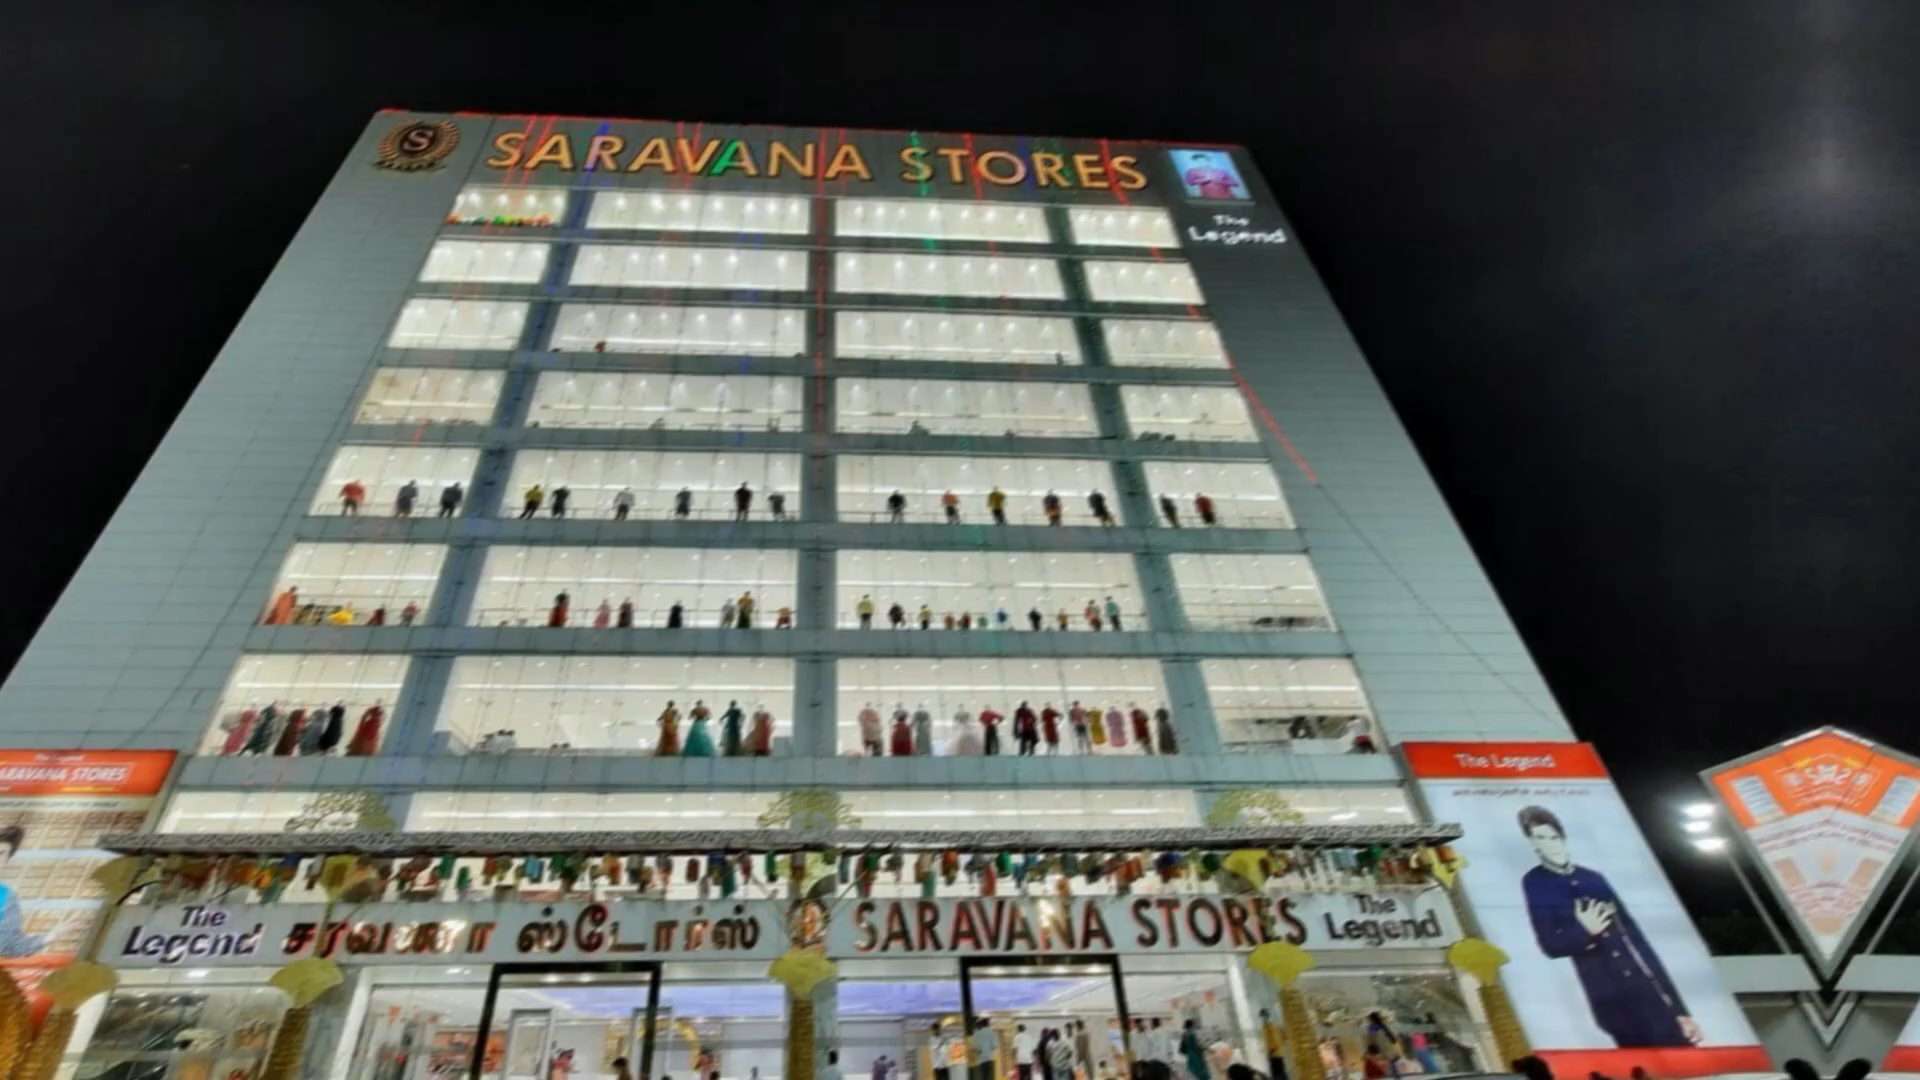 S
SARAVANA STORES
The
Legend
SARAVANA STORES
The Legend
The
Legend
சரவணா ஸ்டோர்ஸ்
SARAVANA STORES
The
Legend